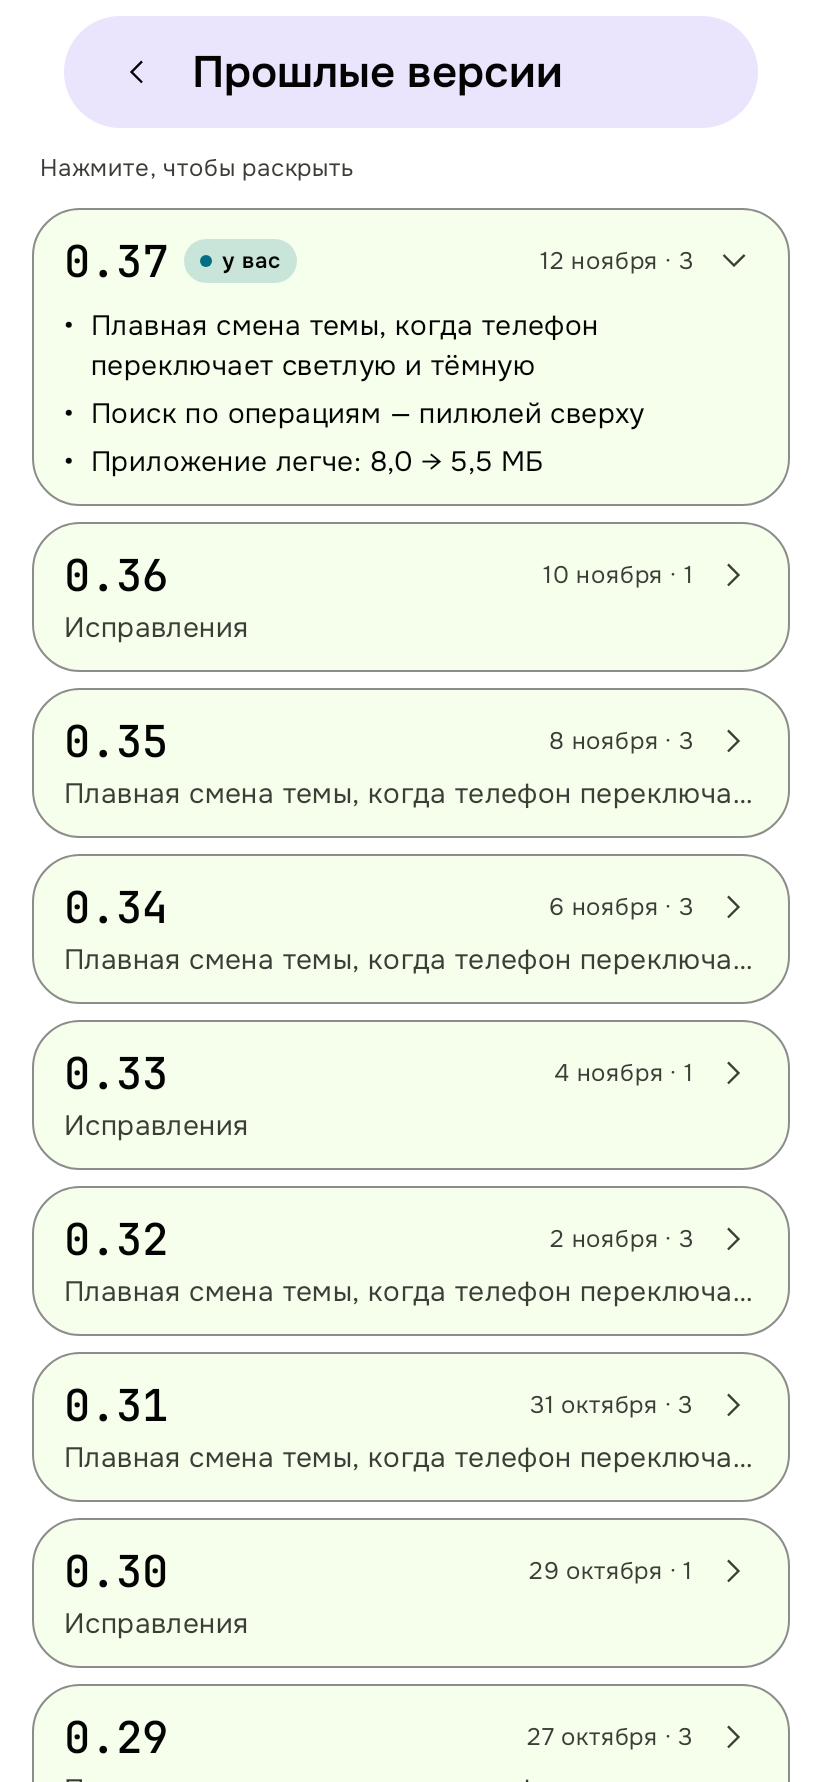 Прошлые версии
Нажмите, чтобы раскрыть
0.37 у вас 12 ноября · 3
• Плавная смена темы, когда телефон
переключает светлую и тёмную
• Поиск по операциям — пилюлей сверху
• Приложение легче: 8,0 → 5,5 МБ
0.36 10 ноября · 1
Исправления
0.35 8 ноября · 3
Плавная смена темы, когда телефон переключа...
0.34 6 ноября · 3
Плавная смена темы, когда телефон переключа...
0.33 4 ноября · 1
Исправления
0.32 2 ноября · 3
Плавная смена темы, когда телефон переключа...
0.31 31 октября · 3
Плавная смена темы, когда телефон переключа...
0.30 29 октября · 1
Исправления
0.29 27 октября · 3